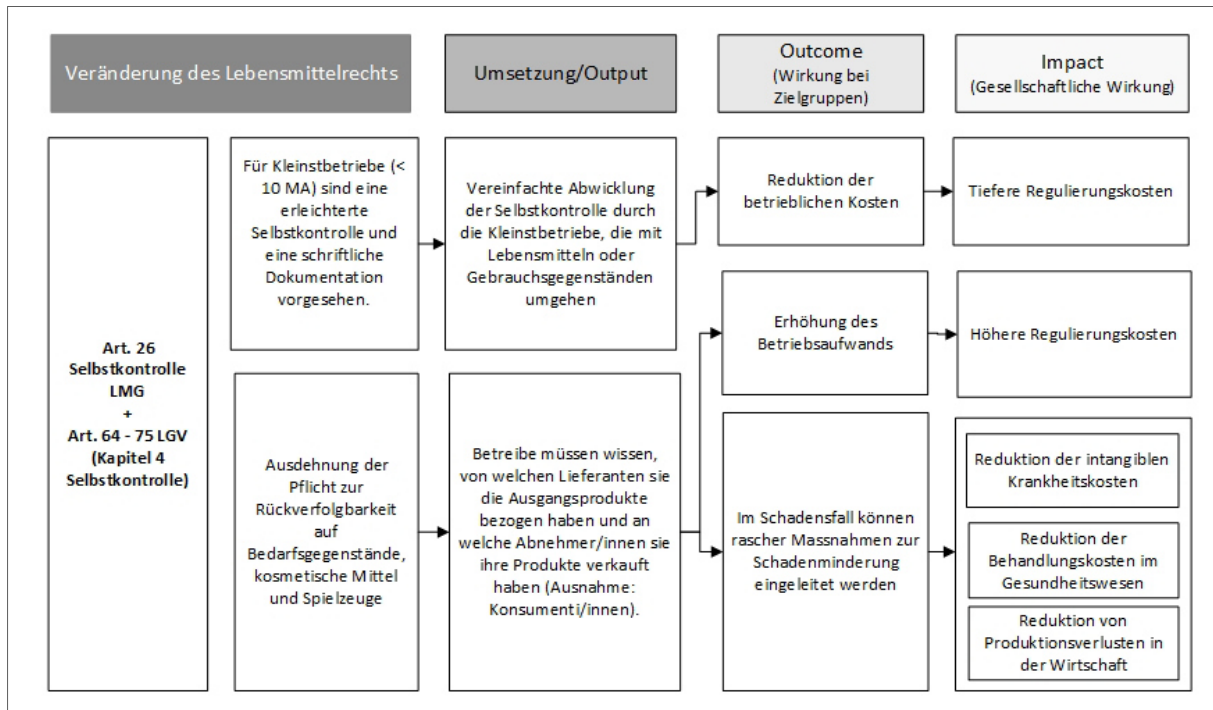 Veränderung des Lebensmittelrechts
Umsetzung/Output
Outcome
(Wirkung bei
Zielgruppen)
Impact
(Gesellschaftliche Wirkung)
Art. 26
Selbstkontrolle
LMG
+
Art. 64 - 75 LGV
(Kapitel 4
Selbstkontrolle)
Für Kleinstbetriebe (<
10 MA) sind eine
erleichterte
Selbstkontrolle und
eine schriftliche
Dokumentation
vorgesehen.
Vereinfachte Abwicklung
der Selbstkontrolle durch
die Kleinstbetriebe, die mit
Lebensmitteln oder
Gebrauchsgegenständen
umgehen
Reduktion der
betrieblichen Kosten
Tiefere Regulierungskosten
Erhöhung des
Betriebsaufwands
Höhere Regulierungskosten
Ausdehnung der
Pflicht zur
Rückverfolgbarkeit
auf
Bedarfsgegenstände,
kosmetische Mittel
und Spielzeuge
Betreibe müssen wissen,
von welchen Lieferanten sie
die Ausgangsprodukte
bezogen haben und an
welche Abnehmer/innen sie
ihre Produkte verkauft
haben (Ausnahme:
Konsumenti/innen).
Im Schadensfall können
rascher Massnahmen zur
Schadenminderung
eingeleitet werden
Reduktion der intangiblen
Krankheitskosten
Reduktion der
Behandlungskosten im
Gesundheitswesen
Reduktion von
Produktionsverlusten in
der Wirtschaft